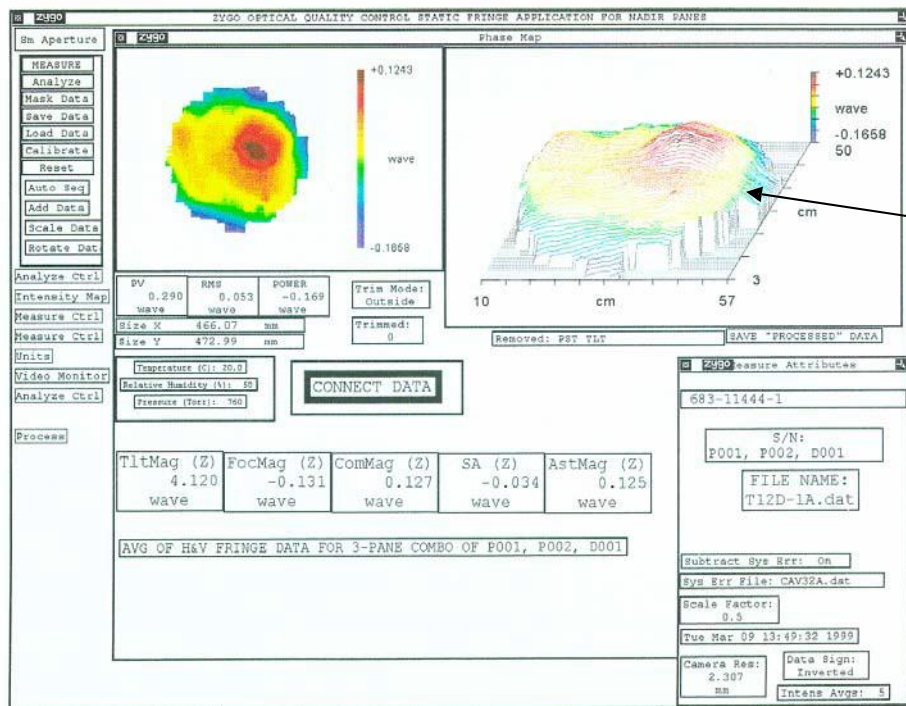 zygo ZYGO OPTICAL QUALITY CONTROL STATIC FRINGE APPLICATION FOR NADIR PANES
Sm Aperture
MEASURE
Analyze
Mask Data
Save Data
Load Data
Calibrate
Reset
Auto Seq
Add Data
Scale Data
Rotate Dat
Analyze Ctrl
Intensity Map
Measure Ctrl
Measure Ctrl
Units
Video Monitor
Analyze Ctrl
Process
zygo Phase Map
+0.1243
wave
-0.1658
+0.1243
wave
-0.1658
50
cm
3
10 cm 57
PV
0.290
wave
RMS
0.053
wave
POWER
-0.169
wave
Trim Mode:
Outside
Size X 466.07 mm
Size Y 472.99 mm
Trimmed:
0
Removed: PST TLT
SAVE "PROCESSED" DATA
Temperature (C): 20.0
Relative Humidity (%): 50
Pressure (Torr): 760
CONNECT DATA
TltMag (Z)
4.120
wave
FocMag (Z)
-0.131
wave
ComMag (Z)
0.127
wave
SA (Z)
-0.034
wave
AstMag (Z)
0.125
wave
AVG OF H&V FRINGE DATA FOR 3-PANE COMBO OF P001, P002, D001
zygo easure Attributes
683-11444-1
S/N:
P001, P002, D001
FILE NAME:
T12D-1A.dat
Subtract Sys Err: On
Sys Err File: CAV32A.dat
Scale Factor:
0.5
Tue Mar 09 13:49:32 1999
Camera Res:
2.307
mm
Data Sign:
Inverted
Intens Avgs: 5